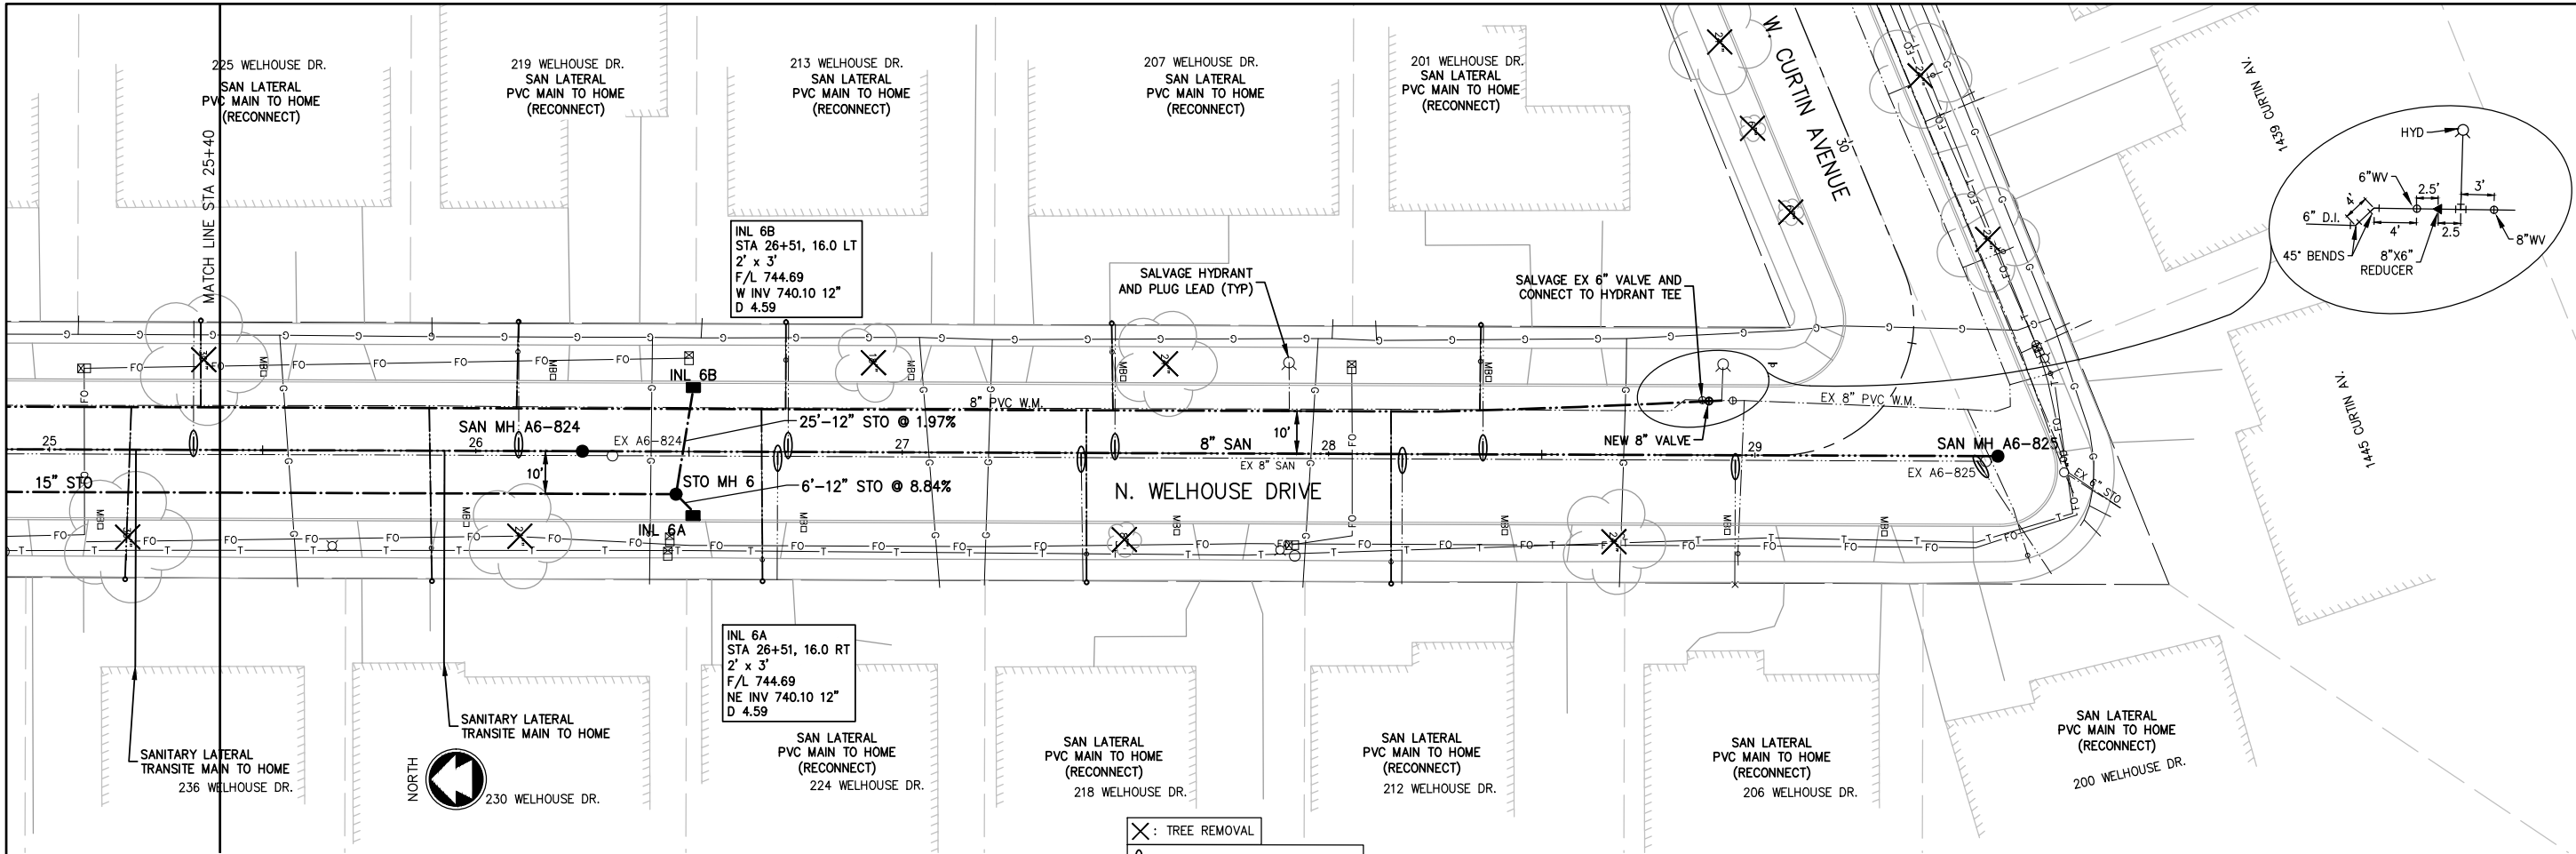 225 WELHOUSE DR.
SAN LATERAL
PVC MAIN TO HOME
(RECONNECT)
219 WELHOUSE DR.
SAN LATERAL
PVC MAIN TO HOME
(RECONNECT)
213 WELHOUSE DR.
SAN LATERAL
PVC MAIN TO HOME
(RECONNECT)
207 WELHOUSE DR.
SAN LATERAL
PVC MAIN TO HOME
(RECONNECT)
201 WELHOUSE DR.
SAN LATERAL
PVC MAIN TO HOME
(RECONNECT)
W. CURTIN AVENUE
30'
1439 CURTIN AV.
1445 CURTIN AV.
HYD
6"WV
2.5'
3'
4'
6" D.I.
4'
2.5
8"WV
45° BENDS
8"X6"
REDUCER
MATCH LINE STA 25+40
INL 6B
STA 26+51, 16.0 LT
2' x 3'
F/L 744.69
W INV 740.10 12"
D 4.59
SALVAGE HYDRANT
AND PLUG LEAD (TYP)
SALVAGE EX 6" VALVE AND
CONNECT TO HYDRANT TEE
INL 6B
8" PVC W.M.
EX 8" PVC W.M.
SAN MH A6-824
EX A6-824
25'-12" STO @ 1.97%
10'
NEW 8" VALVE
SAN MH A6-825
25
26
27
28
29
8" SAN
EX 8" SAN
EX A6-825
EX 6" STO
15" STO
10'
STO MH 6
6'-12" STO @ 8.84%
N. WELHOUSE DRIVE
INL 6A
INL 6A
STA 26+51, 16.0 RT
2' x 3'
F/L 744.69
NE INV 740.10 12"
D 4.59
SANITARY LATERAL
TRANSITE MAIN TO HOME
236 WELHOUSE DR.
SANITARY LATERAL
TRANSITE MAIN TO HOME
NORTH
230 WELHOUSE DR.
SAN LATERAL
PVC MAIN TO HOME
(RECONNECT)
224 WELHOUSE DR.
SAN LATERAL
PVC MAIN TO HOME
(RECONNECT)
218 WELHOUSE DR.
SAN LATERAL
PVC MAIN TO HOME
(RECONNECT)
212 WELHOUSE DR.
SAN LATERAL
PVC MAIN TO HOME
(RECONNECT)
206 WELHOUSE DR.
SAN LATERAL
PVC MAIN TO HOME
(RECONNECT)
200 WELHOUSE DR.
: TREE REMOVAL